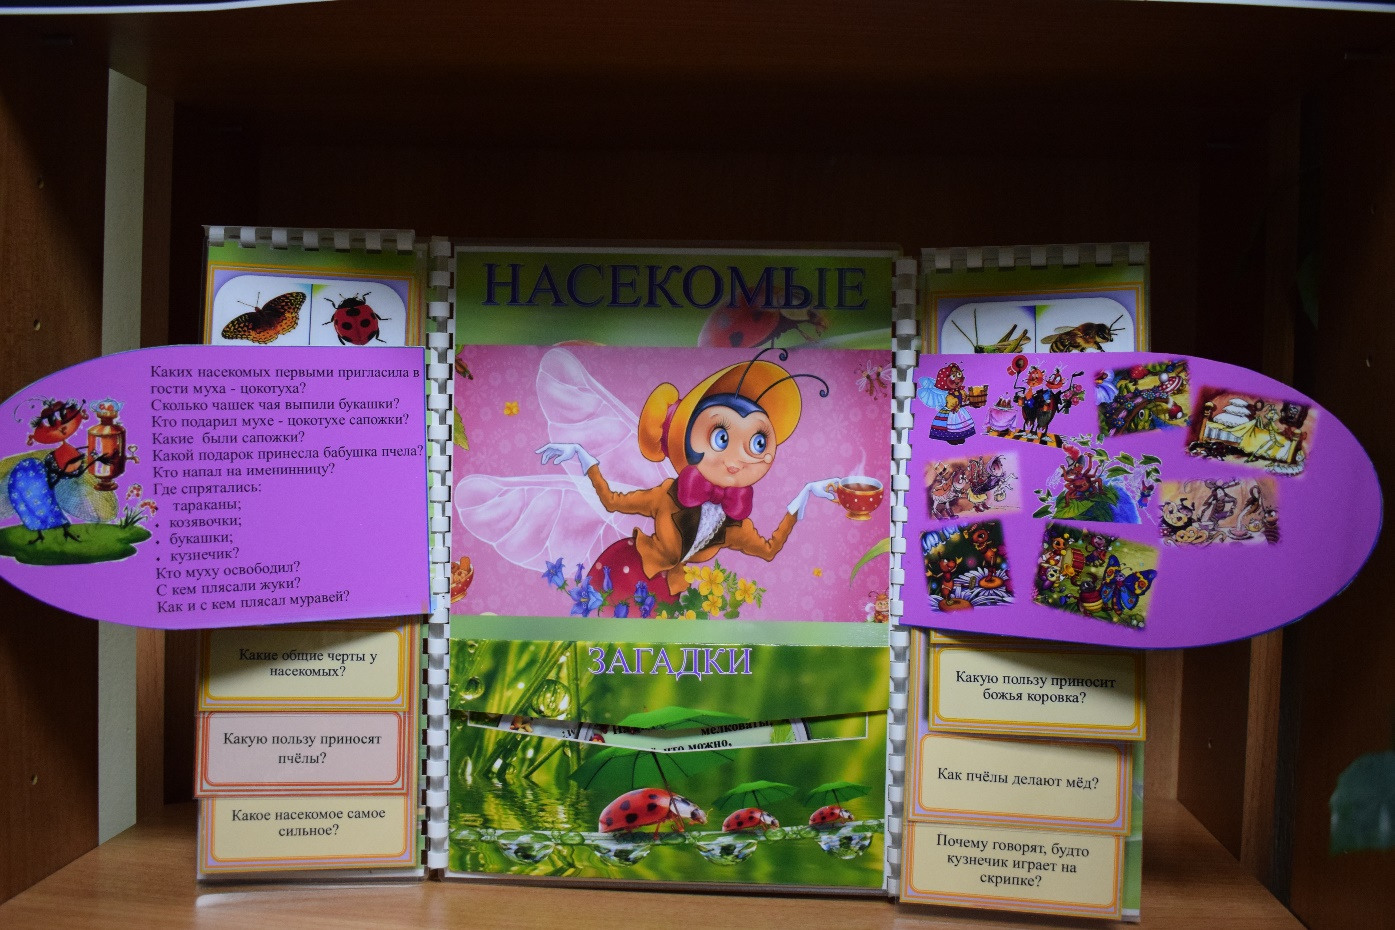 НАСЕКОМЫЕ
Каких насекомых первыми пригласила в
гости муха - цокотуха?
Сколько чашек чая выпили букашки?
Кто подарил мухе - цокотухе сапожки?
Какие были сапожки?
Какой подарок принесла бабушка пчела?
Кто напал на именинницу?
Где спрятались:
тараканы;
. козявочки;
. букашки;
. кузнечик?
Кто муху освободил?
С кем плясали жуки?
Как и с кем плясал муравей?
Какие общие черты у
насекомых?
Какую пользу приносят
пчёлы?
Какое насекомое самое
сильное?
ЗАГАДКИ
что можно,
Какую пользу приносит
божья коровка?
Как пчёлы делают мёд?
Почему говорят, будто
кузнечик играет на
скрипке?